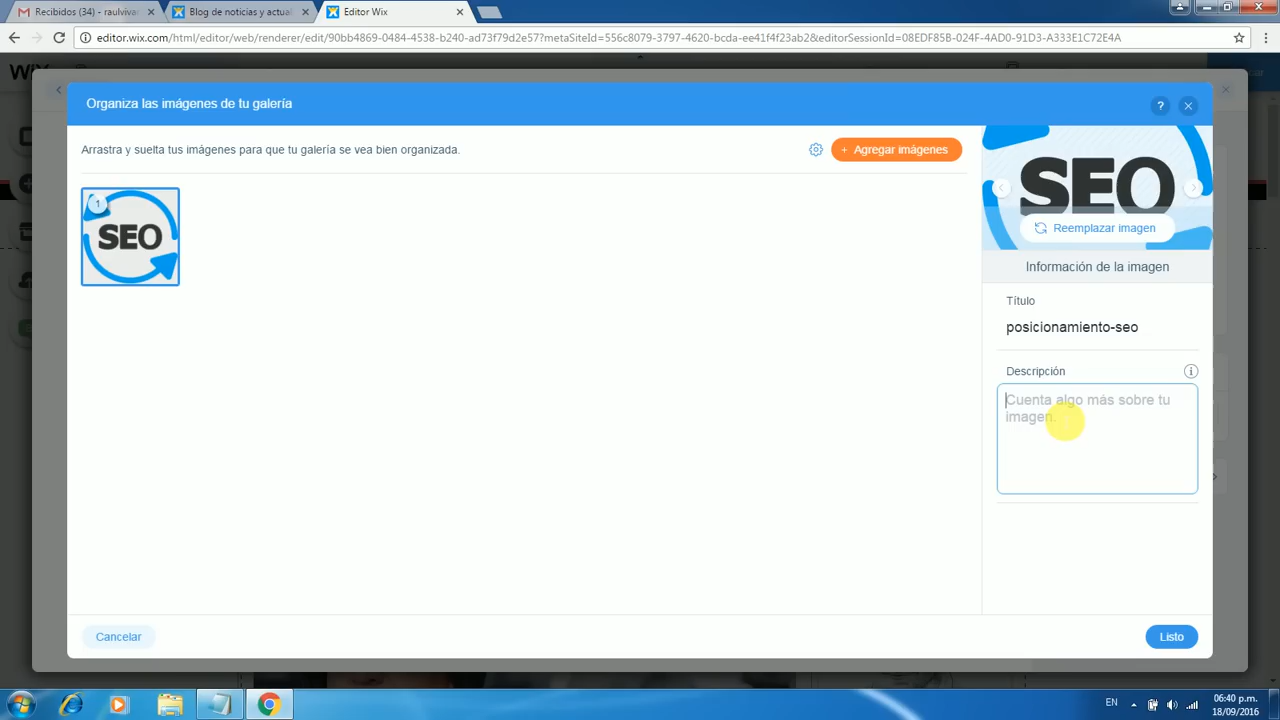 Recibidos (34) - raulviva
Blog de noticias y actual
Editor Wix
editor.wix.com/html/editor/web/renderer/edit/90bb4869-0484-4538-b240-ad73f79d2e57?metaSiteId=556c8079-3797-4620-bcda-ee41f4f23ab2&editorSessionId=08EDF85B-024F-4AD0-91D3-A333E1C72E4A
WiX
Organiza las imágenes de tu galería
?
Arrastra y suelta tus imágenes para que tu galería se vea bien organizada.
+ Agregar imágenes
1
SEO
SEO
Reemplazar imagen
Información de la imagen
Título
posicionamiento-seo
Descripción
Cuenta algo más sobre tu
imagen.
Cancelar
Listo
EN
06:40 p.m.
18/09/2016